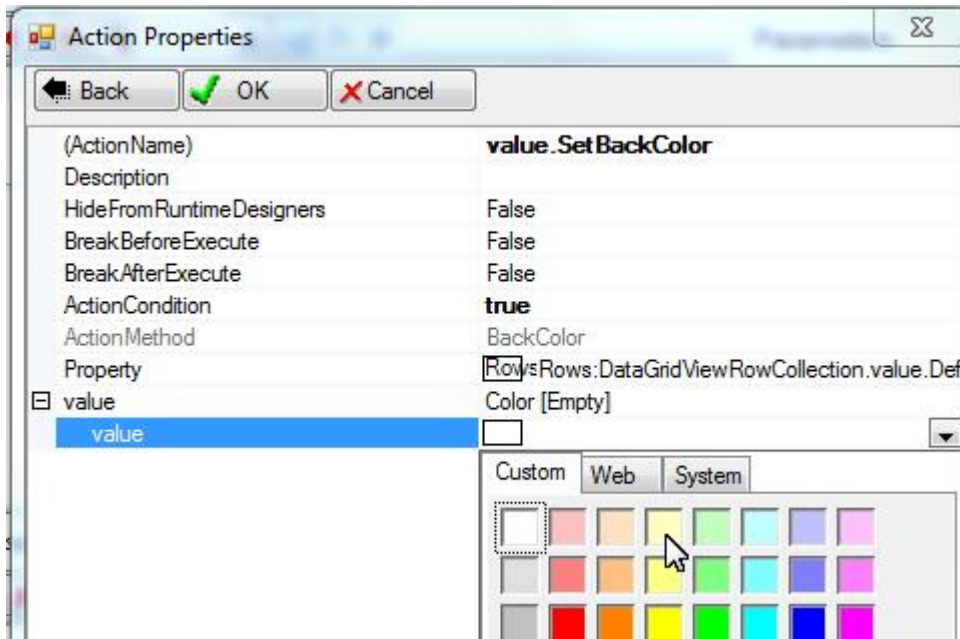 Action Properties
Back OK Cancel
(ActionName) value.SetBackColor
Description
HideFromRuntimeDesigners False
BreakBeforeExecute False
BreakAfterExecute False
ActionCondition true
ActionMethod BackColor
Property Rows:DataGridViewRowCollection.value.Def
value Color [Empty]
value
Custom Web System